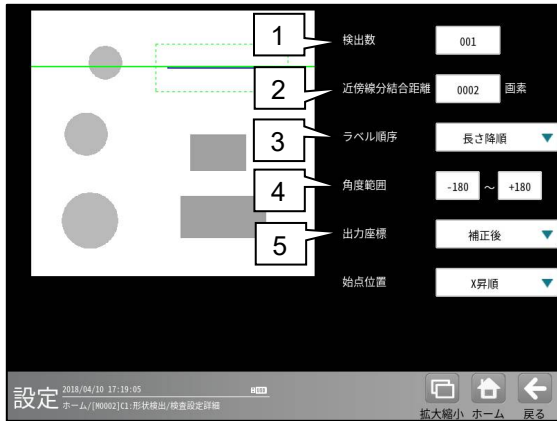 1 検出数 001
2 近傍線分結合距離 0002 画素
3 ラベル順序 長さ降順
4 角度範囲 -180 ～ +180
5 出力座標 補正後
始点位置 X昇順
設定 2018/04/10 17:19:05
ホーム/[M0002]C1:形状検出/検査設定詳細
拡大縮小 ホーム 戻る